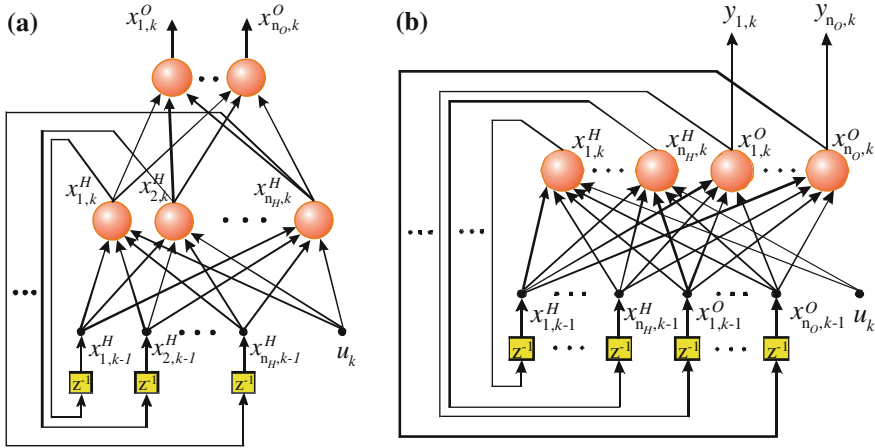 (a)
x^O_{1,k} x^O_{n_O,k}
x^H_{1,k} x^H_{2,k} x^H_{n_H,k}
x^H_{1,k-1} x^H_{2,k-1} x^H_{n_H,k-1} u_k
z^{-1} z^{-1} z^{-1}
(b)
y_{1,k} y_{n_O,k}
x^H_{1,k} x^H_{n_H,k} x^O_{1,k} x^O_{n_O,k}
x^H_{1,k-1} x^H_{n_H,k-1} x^O_{1,k-1} x^O_{n_O,k-1} u_k
z^{-1} z^{-1} z^{-1} z^{-1}